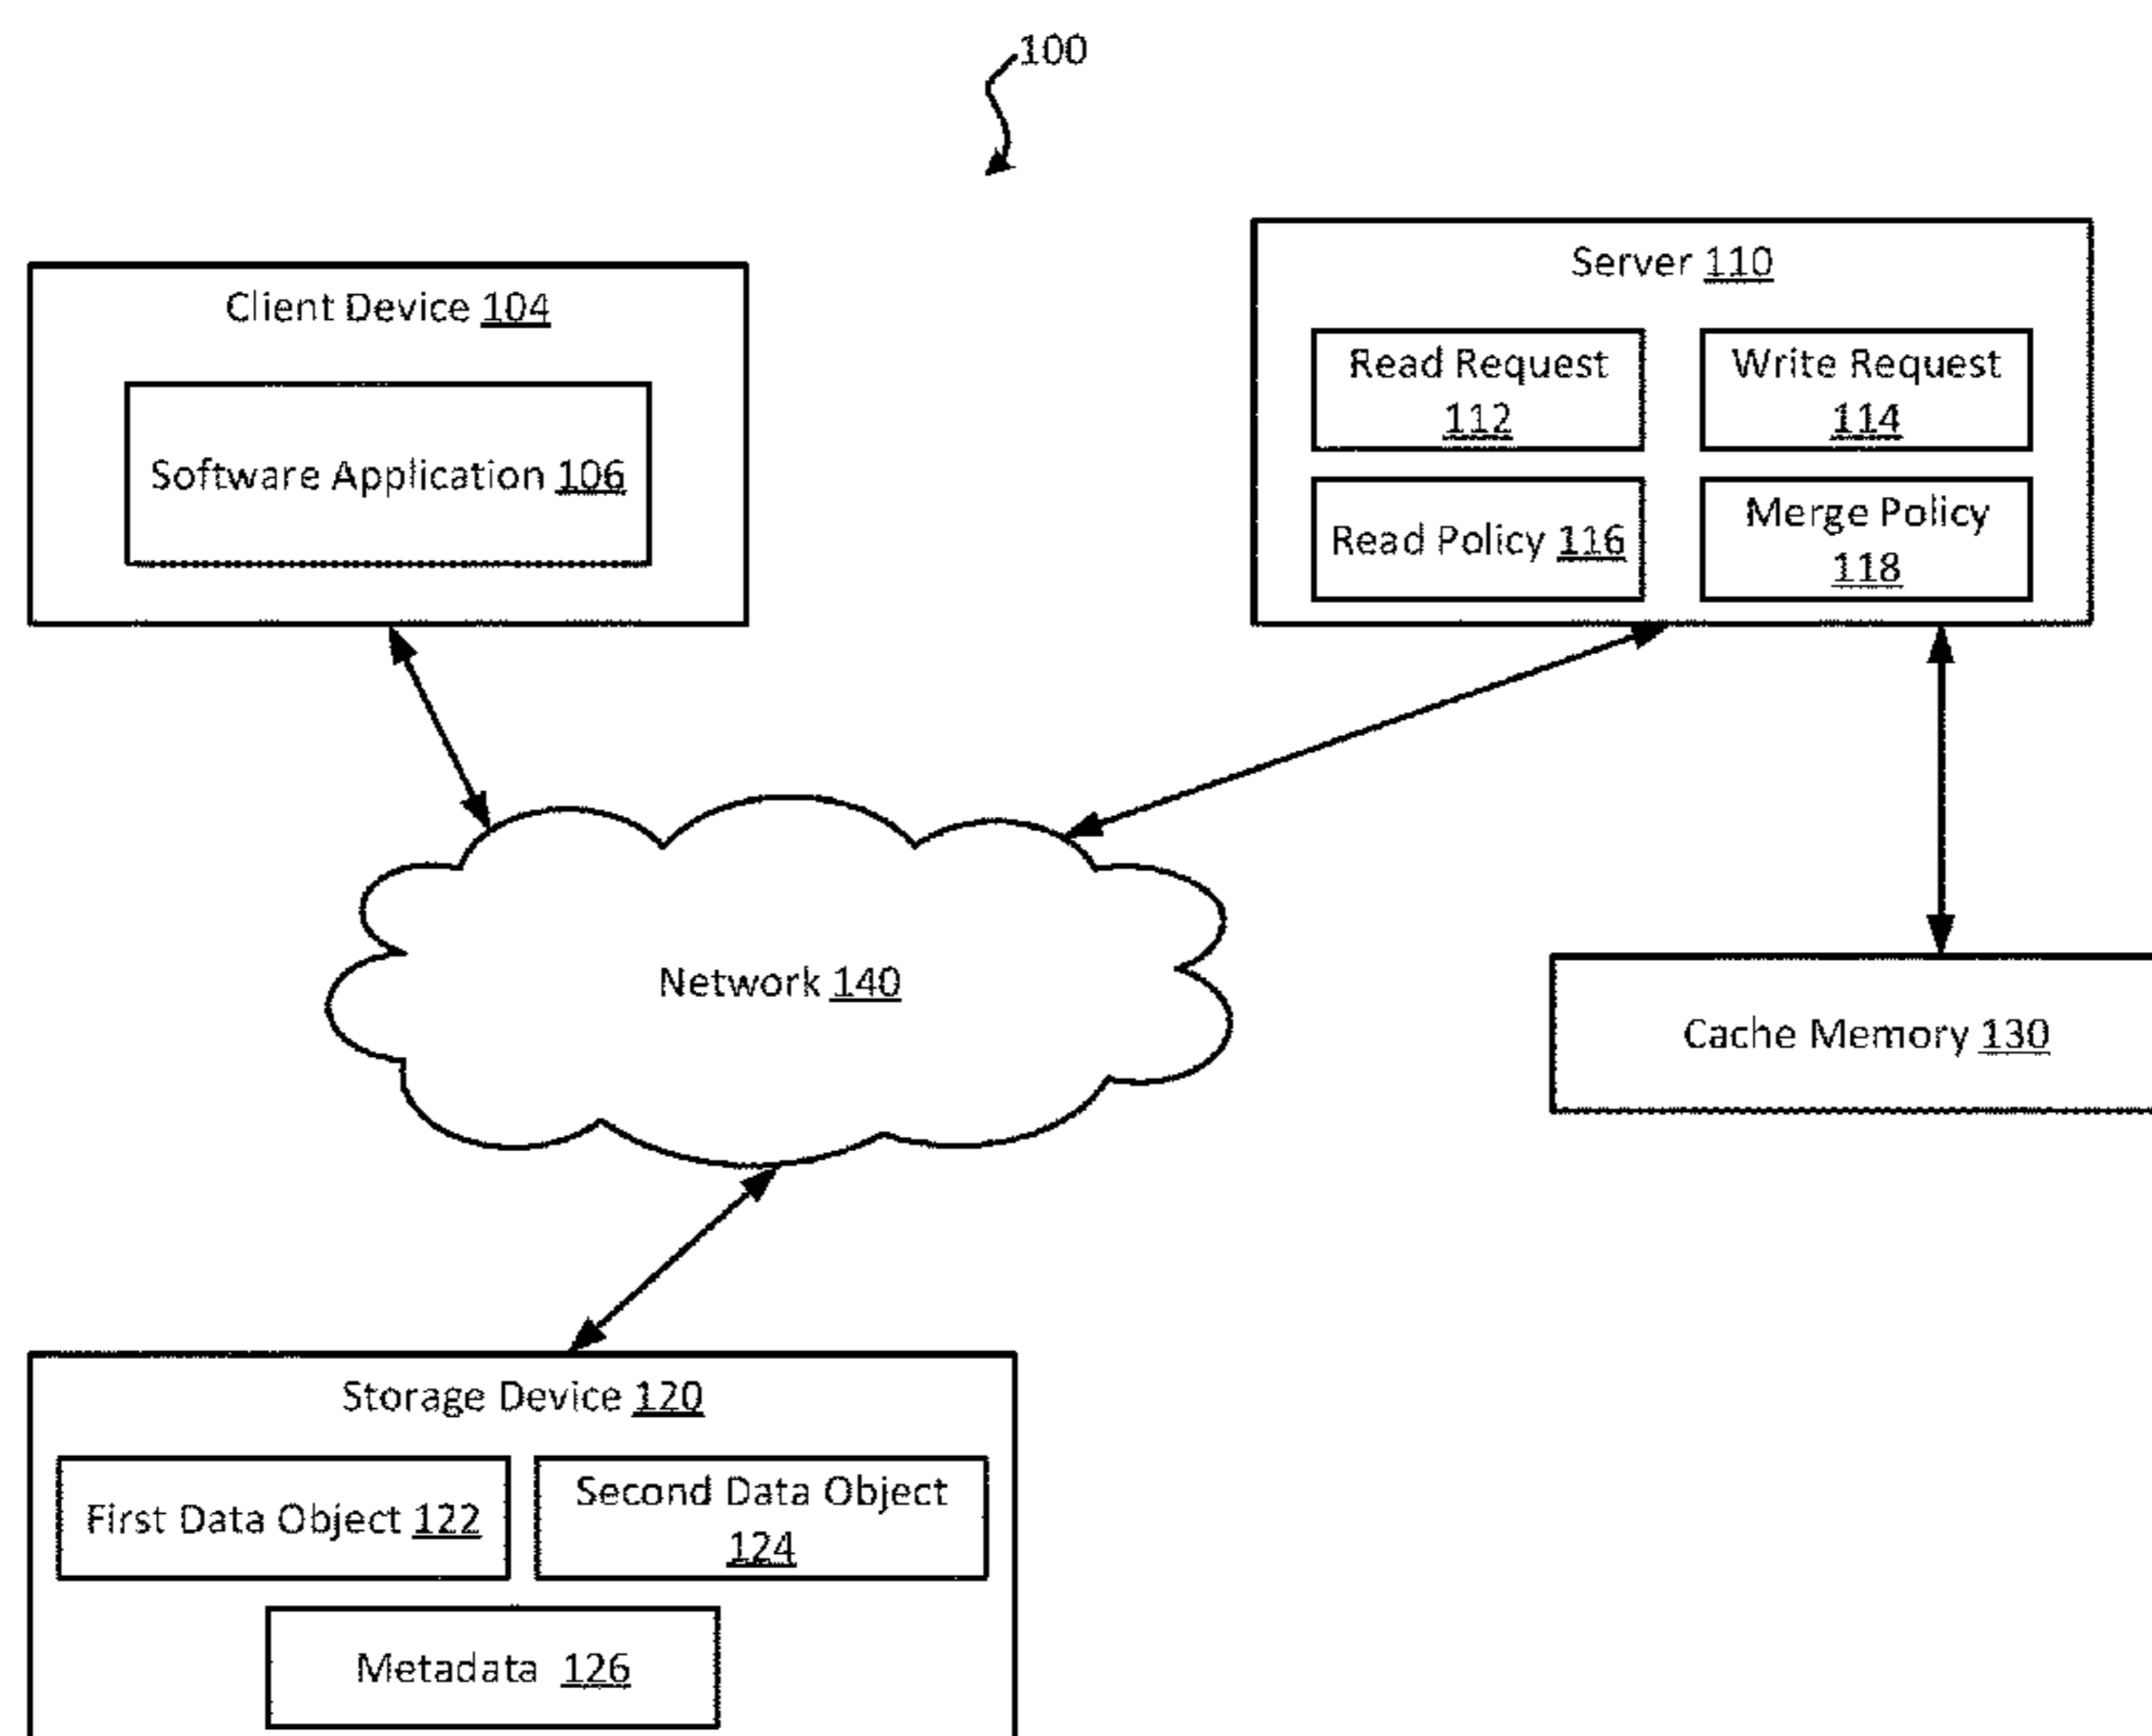 100
Client Device 104
Software Application 106
Server 110
Read Request
112
Write Request
114
Read Policy 116
Merge Policy
118
Network 140
Cache Memory 130
Storage Device 120
First Data Object 122
Second Data Object
124
Metadata 126